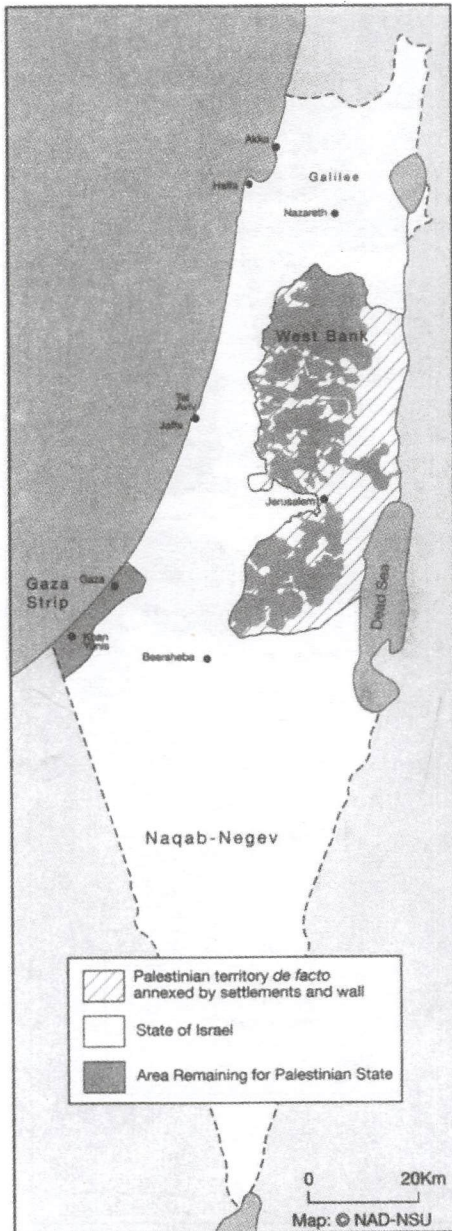 Akka
Haifa
Galilee
Nazareth
West Bank
Tel
Aviv
Jaffa
Jerusalem
Gaza
Strip
Gaza
Khan
Yunis
Dead Sea
Beersheba
Naqab-Negev
Palestinian territory de facto
annexed by settlements and wall
State of Israel
Area Remaining for Palestinian State
0 20Km
Map: © NAD-NSU